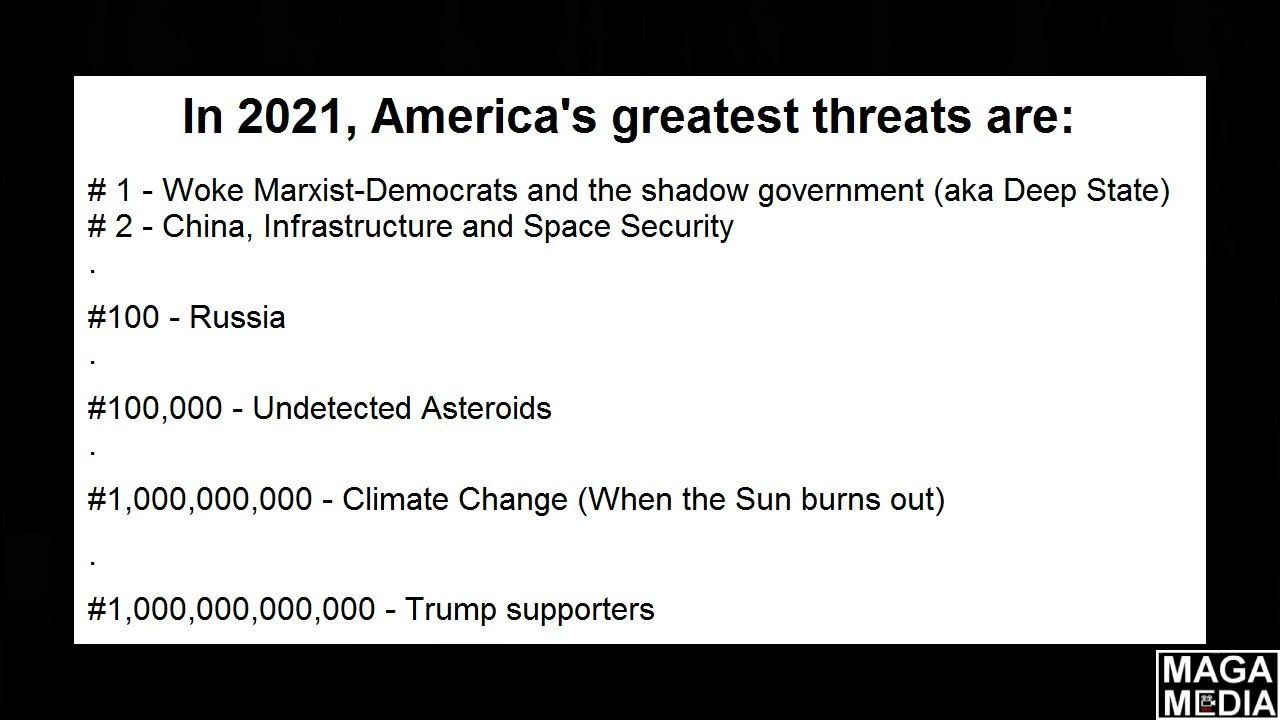 In 2021, America's greatest threats are:
# 1 - Woke Marxist-Democrats and the shadow government (aka Deep State)
# 2 - China, Infrastructure and Space Security
.
#100 - Russia
.
#100,000 - Undetected Asteroids
.
#1,000,000,000 - Climate Change (When the Sun burns out)
.
#1,000,000,000,000 - Trump supporters
MAGA
MEDIA